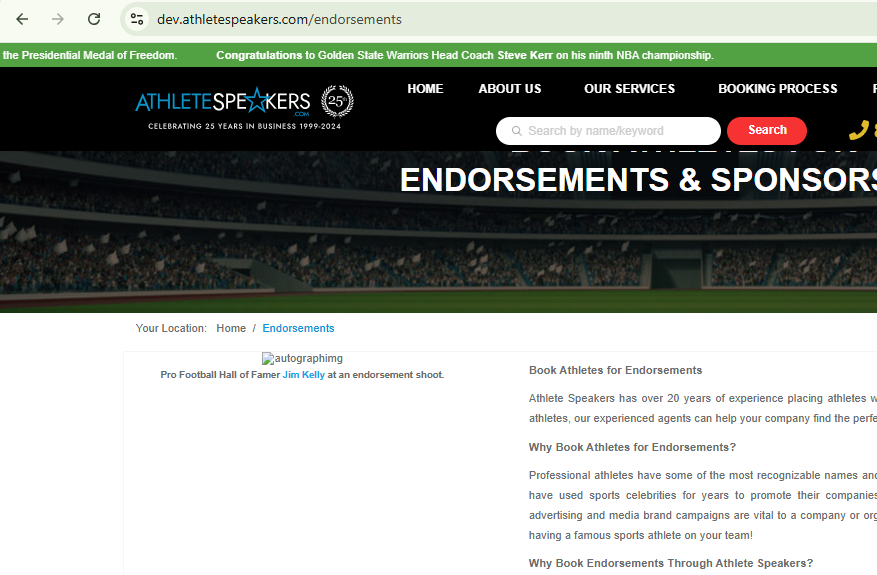 dev.athletespeakers.com/endorsements
the Presidential Medal of Freedom. Congratulations to Golden State Warriors Head Coach Steve Kerr on his ninth NBA championship.
ATHLETESPEAKERS
.COM
25
CELEBRATING 25 YEARS IN BUSINESS 1999-2024
HOME ABOUT US OUR SERVICES BOOKING PROCESS
Search by name/keyword Search
ENDORSEMENTS & SPONSORS
Your Location: Home / Endorsements
autographimg
Pro Football Hall of Famer Jim Kelly at an endorsement shoot.
Book Athletes for Endorsements
Athlete Speakers has over 20 years of experience placing athletes w
athletes, our experienced agents can help your company find the perfe
Why Book Athletes for Endorsements?
Professional athletes have some of the most recognizable names and
have used sports celebrities for years to promote their companies
advertising and media brand campaigns are vital to a company or org
having a famous sports athlete on your team!
Why Book Endorsements Through Athlete Speakers?